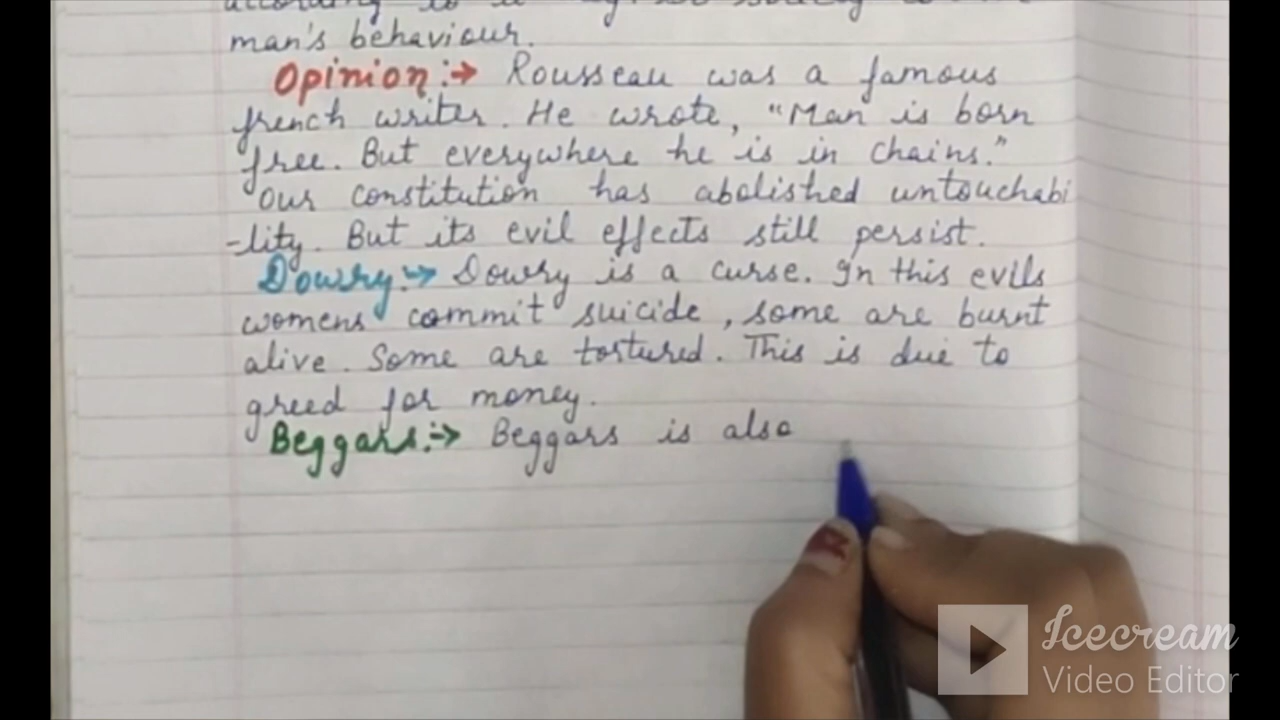 man's behaviour.
Opinion:→ Rousseau was a famous
french writer. He wrote, "Man is born
free. But everywhere he is in chains."
Our constitution has abolished untouchabi
-lity. But its evil effects still persist.
Dowry:→ Dowry is a curse. In this evils
womens commit suicide, some are burnt
alive. Some are tortured. This is due to
greed for money.
Beggars:→ Beggars is also
Icecream
Video Editor